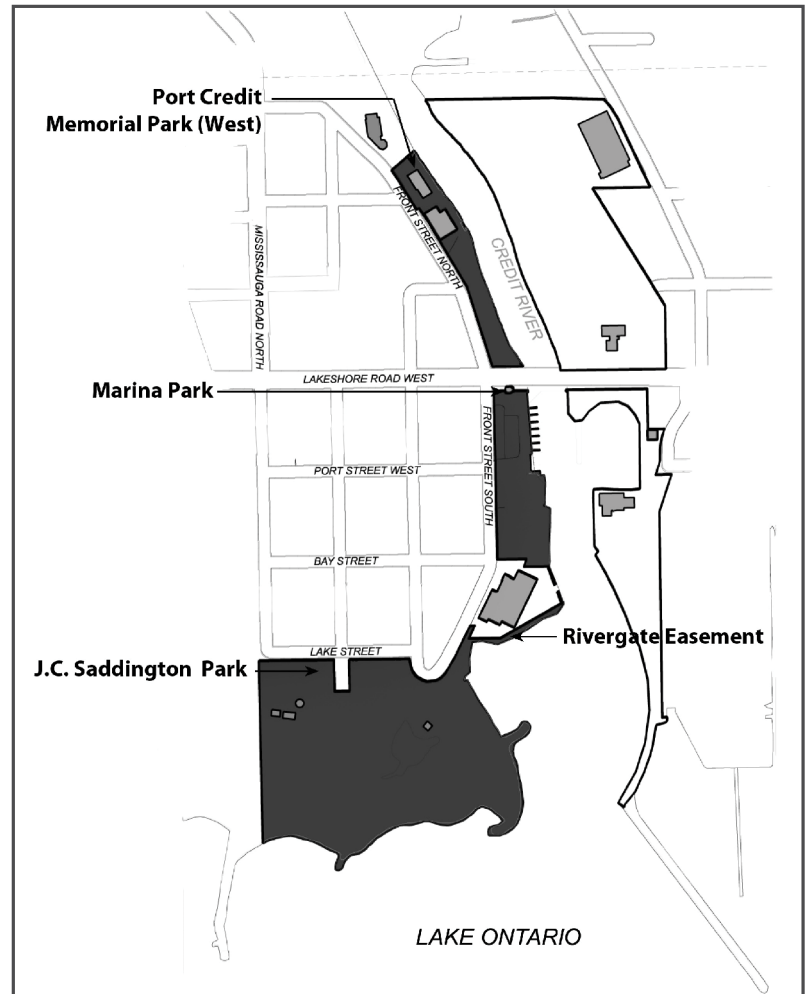 Port Credit
Memorial Park (West)
FRONT STREET NORTH
MISSISSAUGA ROAD NORTH
CREDIT RIVER
LAKESHORE ROAD WEST
Marina Park
FRONT STREET SOUTH
PORT STREET WEST
BAY STREET
Rivergate Easement
LAKE STREET
J.C. Saddington Park
LAKE ONTARIO